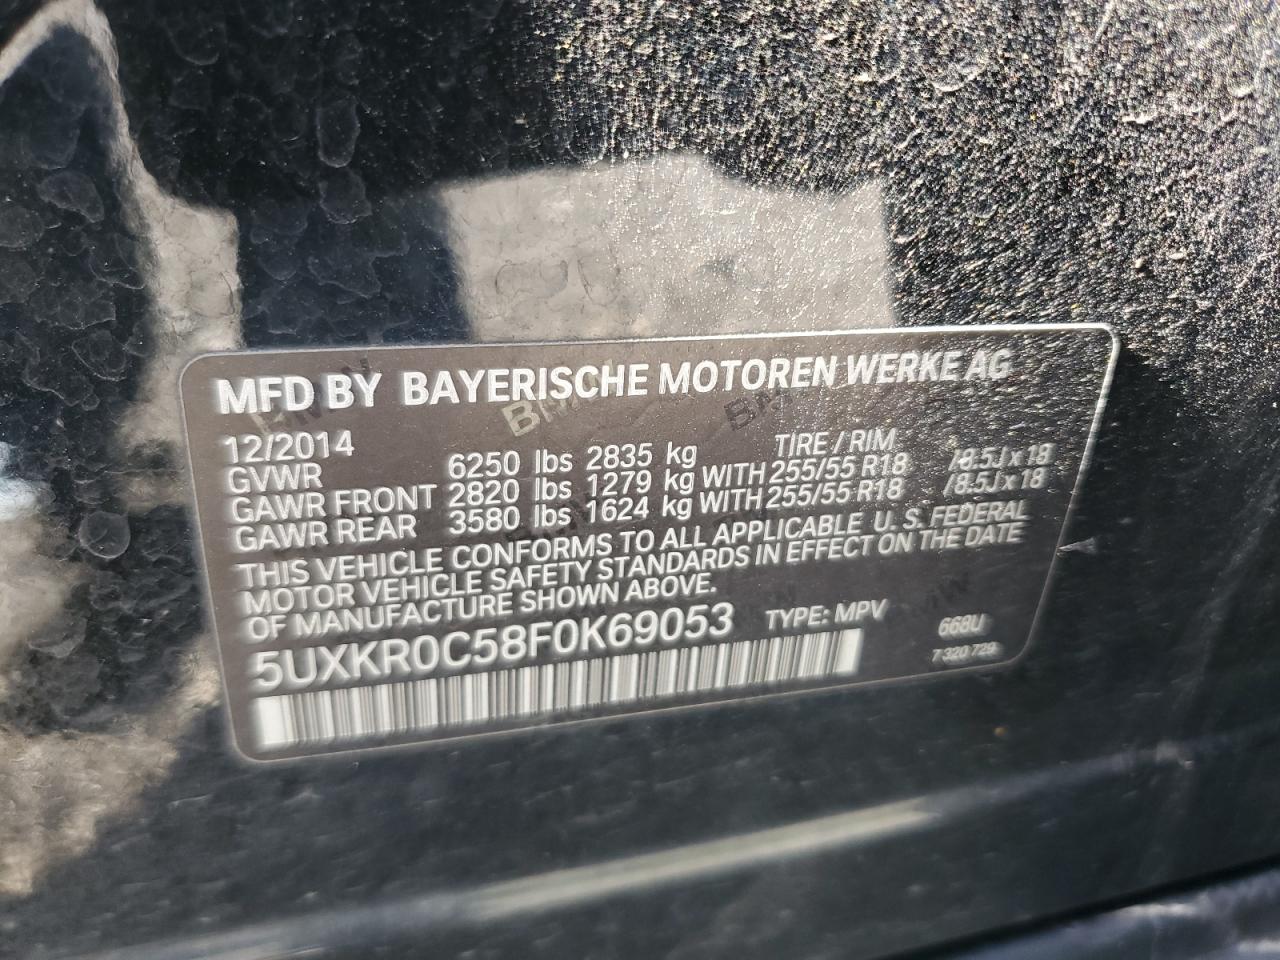 MFD BY BAYERISCHE MOTOREN WERKE AG
12/2014 TIRE / RIM
GVWR 6250 lbs 2835 kg
GAWR FRONT 2820 lbs 1279 kg WITH 255/55 R18 /8.5J x 18
GAWR REAR 3580 lbs 1624 kg WITH 255/55 R18 /8.5J x 18
THIS VEHICLE CONFORMS TO ALL APPLICABLE U. S. FEDERAL
MOTOR VEHICLE SAFETY STANDARDS IN EFFECT ON THE DATE
OF MANUFACTURE SHOWN ABOVE.
5UXKR0C58F0K69053 TYPE: MPV 668U
7 320 729